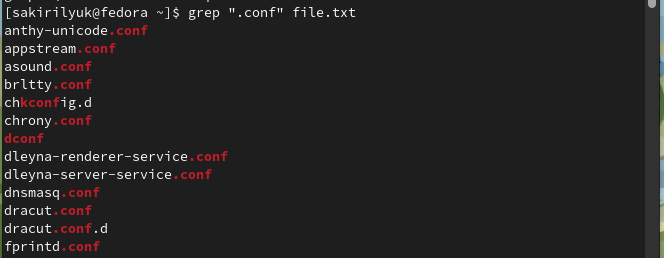 [sakirilyuk@fedora ~]$ grep ".conf" file.txt
anthy-unicode.conf
appstream.conf
asound.conf
brltty.conf
chkconfig.d
chrony.conf
dconf
dleyna-renderer-service.conf
dleyna-server-service.conf
dnsmasq.conf
dracut.conf
dracut.conf.d
fprintd.conf